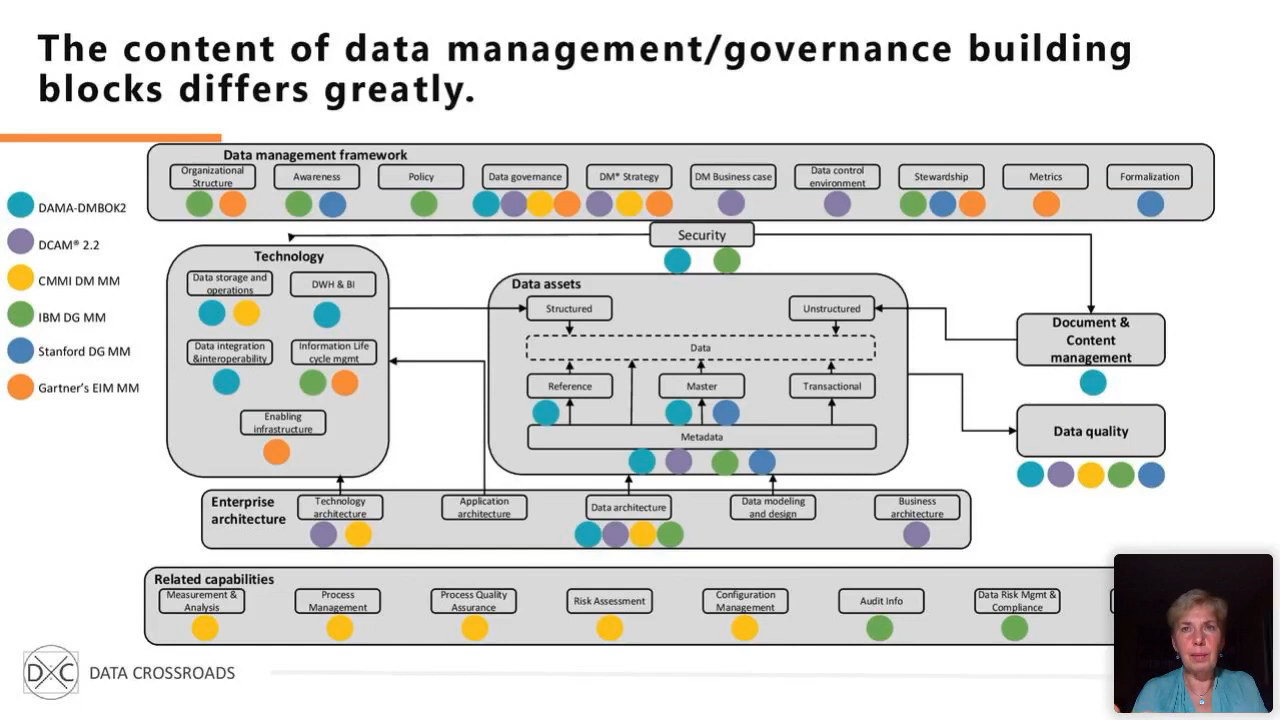 The content of data management/governance building
blocks differs greatly.
Data management framework
Organizational
Structure
Awareness
Policy
Data governance
DM* Strategy
DM Business case
Data control
environment
Stewardship
Metrics
Formalization
DAMA-DMBOK2
DCAM® 2.2
CMMI DM MM
IBM DG MM
Stanford DG MM
Gartner's EIM MM
Security
Technology
Data storage and
operations
DWH & BI
Data integration
&interoperability
Information Life
cycle mgmt
Enabling
infrastructure
Data assets
Structured
Unstructured
Data
Reference
Master
Transactional
Metadata
Document &
Content
management
Data quality
Enterprise
architecture
Technology
architecture
Application
architecture
Data architecture
Data modeling
and design
Business
architecture
Related capabilities
Measurement &
Analysis
Process
Management
Process Quality
Assurance
Risk Assessment
Configuration
Management
Audit Info
Data Risk Mgmt &
Compliance
DXC
DATA CROSSROADS